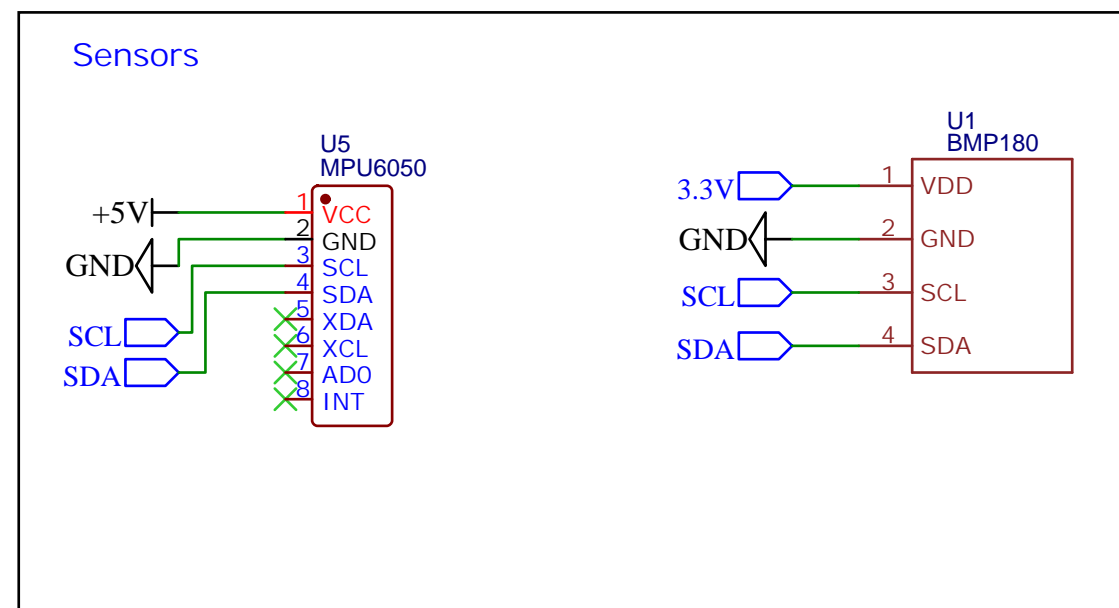 Sensors
U5
MPU6050
+5V 1 VCC
GND 2 GND
3 SCL
4 SDA
SCL 5 XDA
6 XCL
SDA 7 AD0
8 INT
U1
BMP180
3.3V 1 VDD
GND 2 GND
SCL 3 SCL
SDA 4 SDA